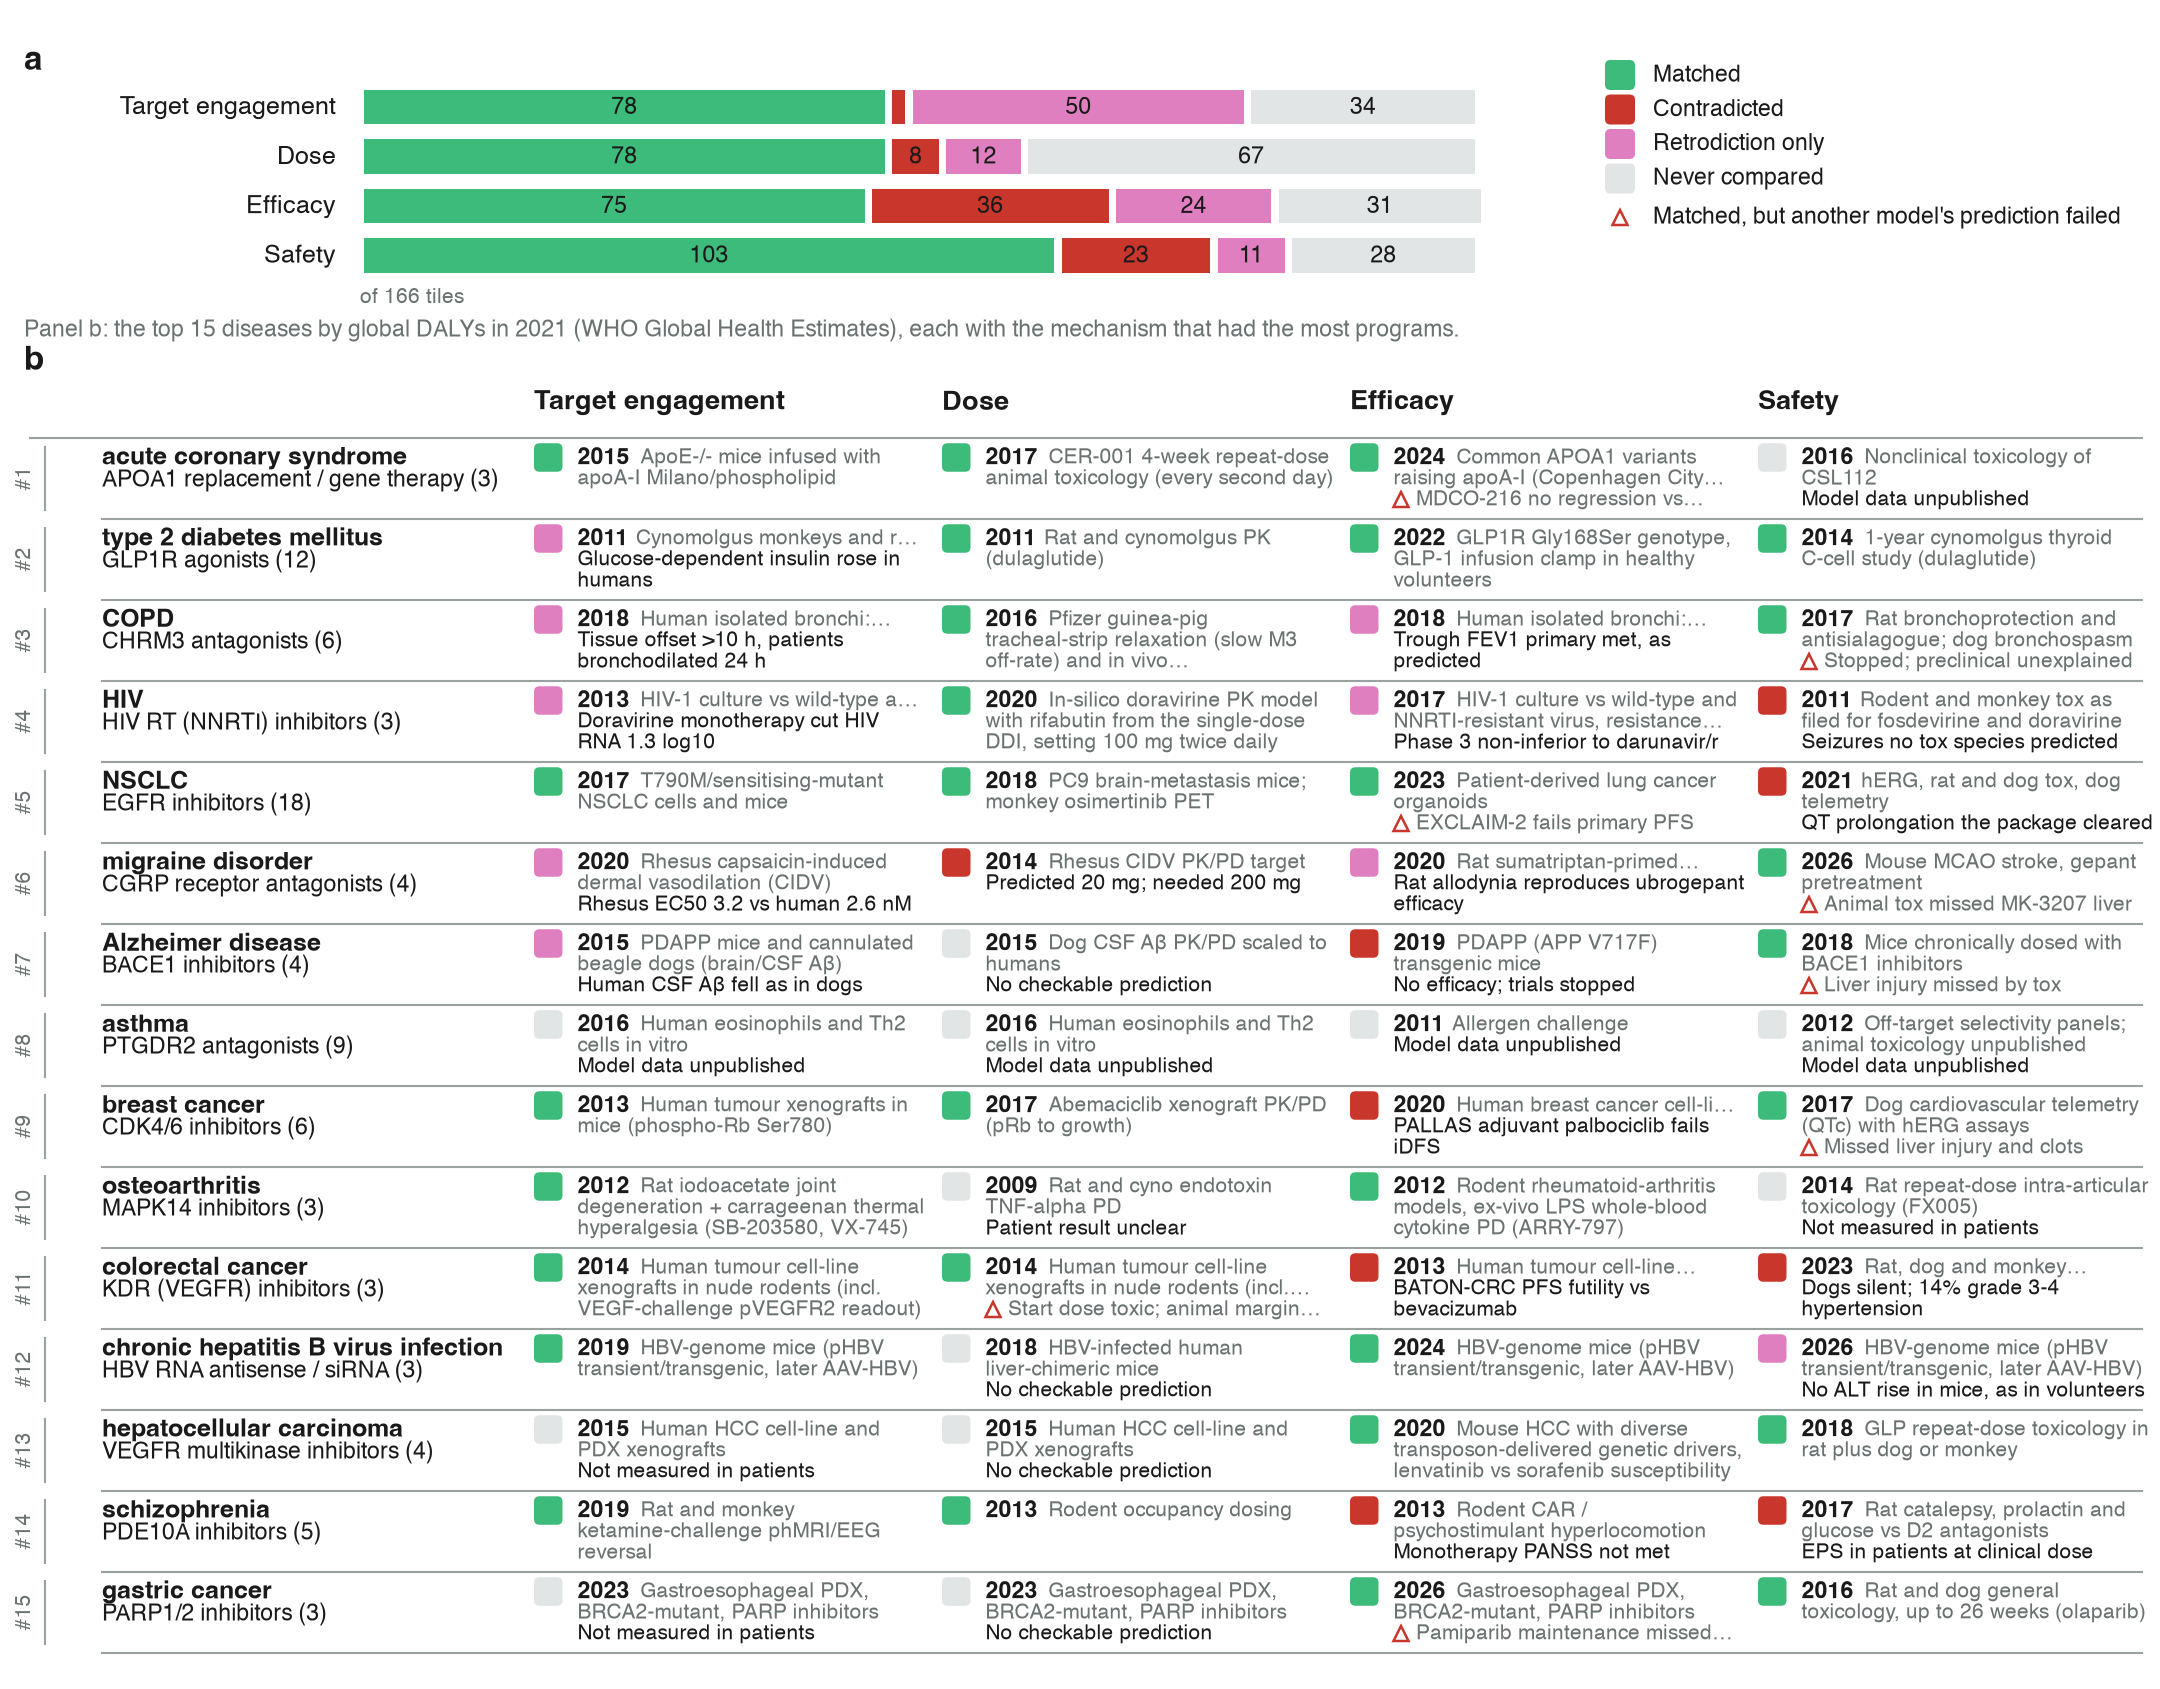 a
Target engagement
78
50
34
Dose
78
8
12
67
Efficacy
75
36
24
31
Safety
103
23
11
28
of 166 tiles
Matched
Contradicted
Retrodiction only
Never compared
Matched, but another model's prediction failed
Panel b: the top 15 diseases by global DALYs in 2021 (WHO Global Health Estimates), each with the mechanism that had the most programs.
b
Target engagement
Dose
Efficacy
Safety
#1
acute coronary syndrome
APOA1 replacement / gene therapy (3)
2015 ApoE-/- mice infused with
apoA-I Milano/phospholipid
2017 CER-001 4-week repeat-dose
animal toxicology (every second day)
2024 Common APOA1 variants
raising apoA-I (Copenhagen City…
MDCO-216 no regression vs…
2016 Nonclinical toxicology of
CSL112
Model data unpublished
#2
type 2 diabetes mellitus
GLP1R agonists (12)
2011 Cynomolgus monkeys and r…
Glucose-dependent insulin rose in
humans
2011 Rat and cynomolgus PK
(dulaglutide)
2022 GLP1R Gly168Ser genotype,
GLP-1 infusion clamp in healthy
volunteers
2014 1-year cynomolgus thyroid
C-cell study (dulaglutide)
#3
COPD
CHRM3 antagonists (6)
2018 Human isolated bronchi:…
Tissue offset >10 h, patients
bronchodilated 24 h
2016 Pfizer guinea-pig
tracheal-strip relaxation (slow M3
off-rate) and in vivo…
2018 Human isolated bronchi:…
Trough FEV1 primary met, as
predicted
2017 Rat bronchoprotection and
antisialagogue; dog bronchospasm
Stopped; preclinical unexplained
#4
HIV
HIV RT (NNRTI) inhibitors (3)
2013 HIV-1 culture vs wild-type a…
Doravirine monotherapy cut HIV
RNA 1.3 log10
2020 In-silico doravirine PK model
with rifabutin from the single-dose
DDI, setting 100 mg twice daily
2017 HIV-1 culture vs wild-type and
NNRTI-resistant virus, resistance…
Phase 3 non-inferior to darunavir/r
2011 Rodent and monkey tox as
filed for fosdevirine and doravirine
Seizures no tox species predicted
#5
NSCLC
EGFR inhibitors (18)
2017 T790M/sensitising-mutant
NSCLC cells and mice
2018 PC9 brain-metastasis mice;
monkey osimertinib PET
2023 Patient-derived lung cancer
organoids
EXCLAIM-2 fails primary PFS
2021 hERG, rat and dog tox, dog
telemetry
QT prolongation the package cleared
#6
migraine disorder
CGRP receptor antagonists (4)
2020 Rhesus capsaicin-induced
dermal vasodilation (CIDV)
Rhesus EC50 3.2 vs human 2.6 nM
2014 Rhesus CIDV PK/PD target
Predicted 20 mg; needed 200 mg
2020 Rat sumatriptan-primed…
Rat allodynia reproduces ubrogepant
efficacy
2026 Mouse MCAO stroke, gepant
pretreatment
Animal tox missed MK-3207 liver
#7
Alzheimer disease
BACE1 inhibitors (4)
2015 PDAPP mice and cannulated
beagle dogs (brain/CSF Aβ)
Human CSF Aβ fell as in dogs
2015 Dog CSF Aβ PK/PD scaled to
humans
No checkable prediction
2019 PDAPP (APP V717F)
transgenic mice
No efficacy; trials stopped
2018 Mice chronically dosed with
BACE1 inhibitors
Liver injury missed by tox
#8
asthma
PTGDR2 antagonists (9)
2016 Human eosinophils and Th2
cells in vitro
Model data unpublished
2016 Human eosinophils and Th2
cells in vitro
Model data unpublished
2011 Allergen challenge
Model data unpublished
2012 Off-target selectivity panels;
animal toxicology unpublished
Model data unpublished
#9
breast cancer
CDK4/6 inhibitors (6)
2013 Human tumour xenografts in
mice (phospho-Rb Ser780)
2017 Abemaciclib xenograft PK/PD
(pRb to growth)
2020 Human breast cancer cell-li…
PALLAS adjuvant palbociclib fails
iDFS
2017 Dog cardiovascular telemetry
(QTc) with hERG assays
Missed liver injury and clots
#10
osteoarthritis
MAPK14 inhibitors (3)
2012 Rat iodoacetate joint
degeneration + carrageenan thermal
hyperalgesia (SB-203580, VX-745)
2009 Rat and cyno endotoxin
TNF-alpha PD
Patient result unclear
2012 Rodent rheumatoid-arthritis
models, ex-vivo LPS whole-blood
cytokine PD (ARRY-797)
2014 Rat repeat-dose intra-articular
toxicology (FX005)
Not measured in patients
#11
colorectal cancer
KDR (VEGFR) inhibitors (3)
2014 Human tumour cell-line
xenografts in nude rodents (incl.
VEGF-challenge pVEGFR2 readout)
2014 Human tumour cell-line
xenografts in nude rodents (incl.…
Start dose toxic; animal margin…
2013 Human tumour cell-line…
BATON-CRC PFS futility vs
bevacizumab
2023 Rat, dog and monkey…
Dogs silent; 14% grade 3-4
hypertension
#12
chronic hepatitis B virus infection
HBV RNA antisense / siRNA (3)
2019 HBV-genome mice (pHBV
transient/transgenic, later AAV-HBV)
2018 HBV-infected human
liver-chimeric mice
No checkable prediction
2024 HBV-genome mice (pHBV
transient/transgenic, later AAV-HBV)
2026 HBV-genome mice (pHBV
transient/transgenic, later AAV-HBV)
No ALT rise in mice, as in volunteers
#13
hepatocellular carcinoma
VEGFR multikinase inhibitors (4)
2015 Human HCC cell-line and
PDX xenografts
Not measured in patients
2015 Human HCC cell-line and
PDX xenografts
No checkable prediction
2020 Mouse HCC with diverse
transposon-delivered genetic drivers,
lenvatinib vs sorafenib susceptibility
2018 GLP repeat-dose toxicology in
rat plus dog or monkey
#14
schizophrenia
PDE10A inhibitors (5)
2019 Rat and monkey
ketamine-challenge phMRI/EEG
reversal
2013 Rodent occupancy dosing
2013 Rodent CAR /
psychostimulant hyperlocomotion
Monotherapy PANSS not met
2017 Rat catalepsy, prolactin and
glucose vs D2 antagonists
EPS in patients at clinical dose
#15
gastric cancer
PARP1/2 inhibitors (3)
2023 Gastroesophageal PDX,
BRCA2-mutant, PARP inhibitors
Not measured in patients
2023 Gastroesophageal PDX,
BRCA2-mutant, PARP inhibitors
No checkable prediction
2026 Gastroesophageal PDX,
BRCA2-mutant, PARP inhibitors
Pamiparib maintenance missed…
2016 Rat and dog general
toxicology, up to 26 weeks (olaparib)